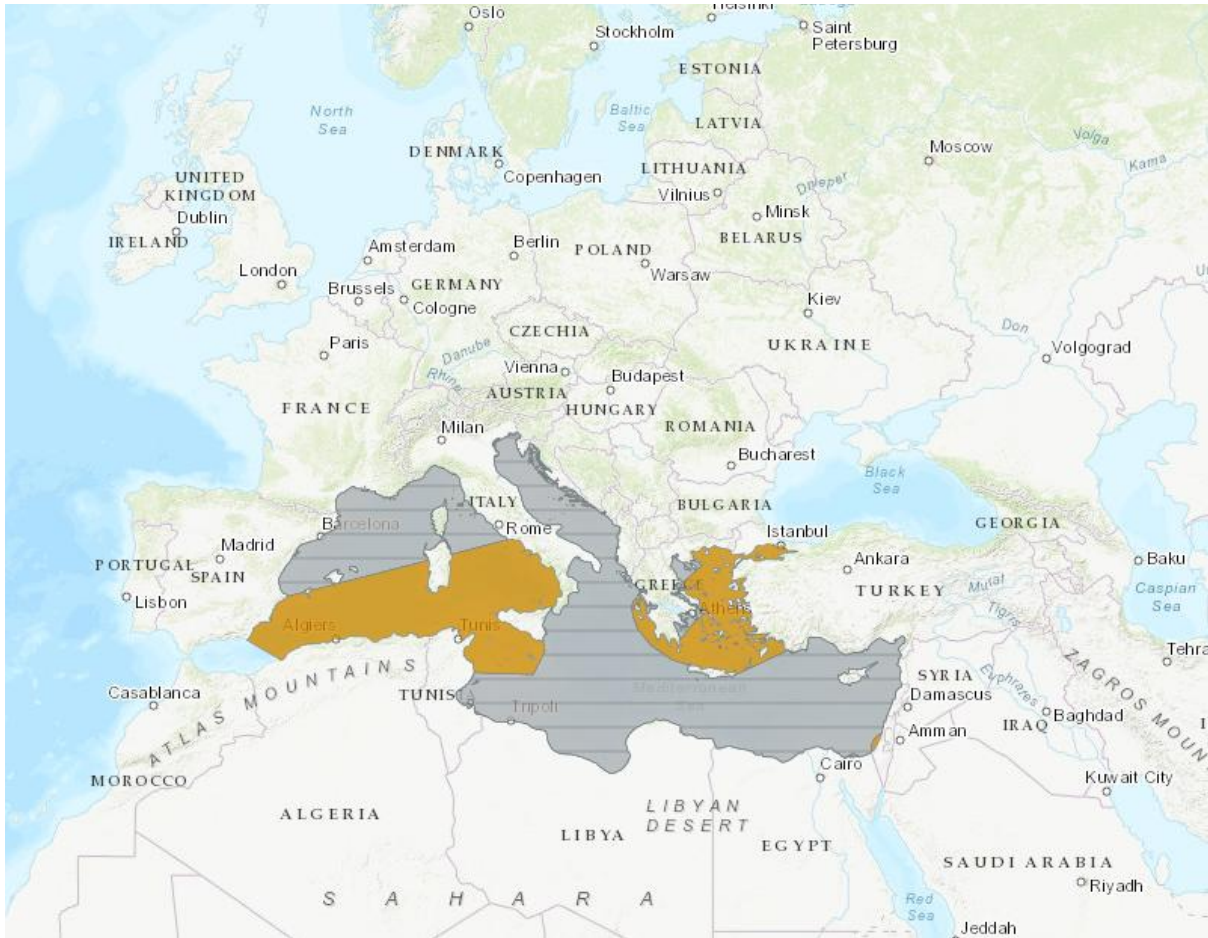 Oslo
Stockholm
Saint
Petersburg
ESTONIA
North
Sea
Baltic
Sea
LATVIA
Volga
DENMARK
Moscow
Kama
UNITED
KINGDOM
Copenhagen
LITHUANIA
Vilnius
Dnieper
Dublin
Minsk
IRELAND
Amsterdam
Berlin
POLAND
BELARUS
London
Warsaw
Brussels
GERMANY
Cologne
Kiev
CZECHIA
Don
Paris
UKRAINE
Danube
Volgograd
Rhine
Vienna
Budapest
AUSTRIA
FRANCE
HUNGARY
Milan
ROMANIA
Bucharest
Black
Sea
ITALY
BULGARIA
Barcelona
Rome
Istanbul
GEORGIA
Madrid
PORTUGAL
SPAIN
Ankara
Baku
GREECE
TURKEY
Murat
Caspian
Sea
Lisbon
Athens
Tigris
Algiers
Tunis
Tehra
ATLAS MOUNTAINS
ZAGROS MOUN
SYRIA
Casablanca
TUNISIA
Mediterranean
Sea
Damascus
Euphrates
Tripoli
Baghdad
IRAQ
Amman
MOROCCO
Cairo
Kuwait City
ALGERIA
LIBYAN
DESERT
LIBYA
EGYPT
SAUDI ARABIA
Riyadh
SAHARA
Red
Sea
Jeddah